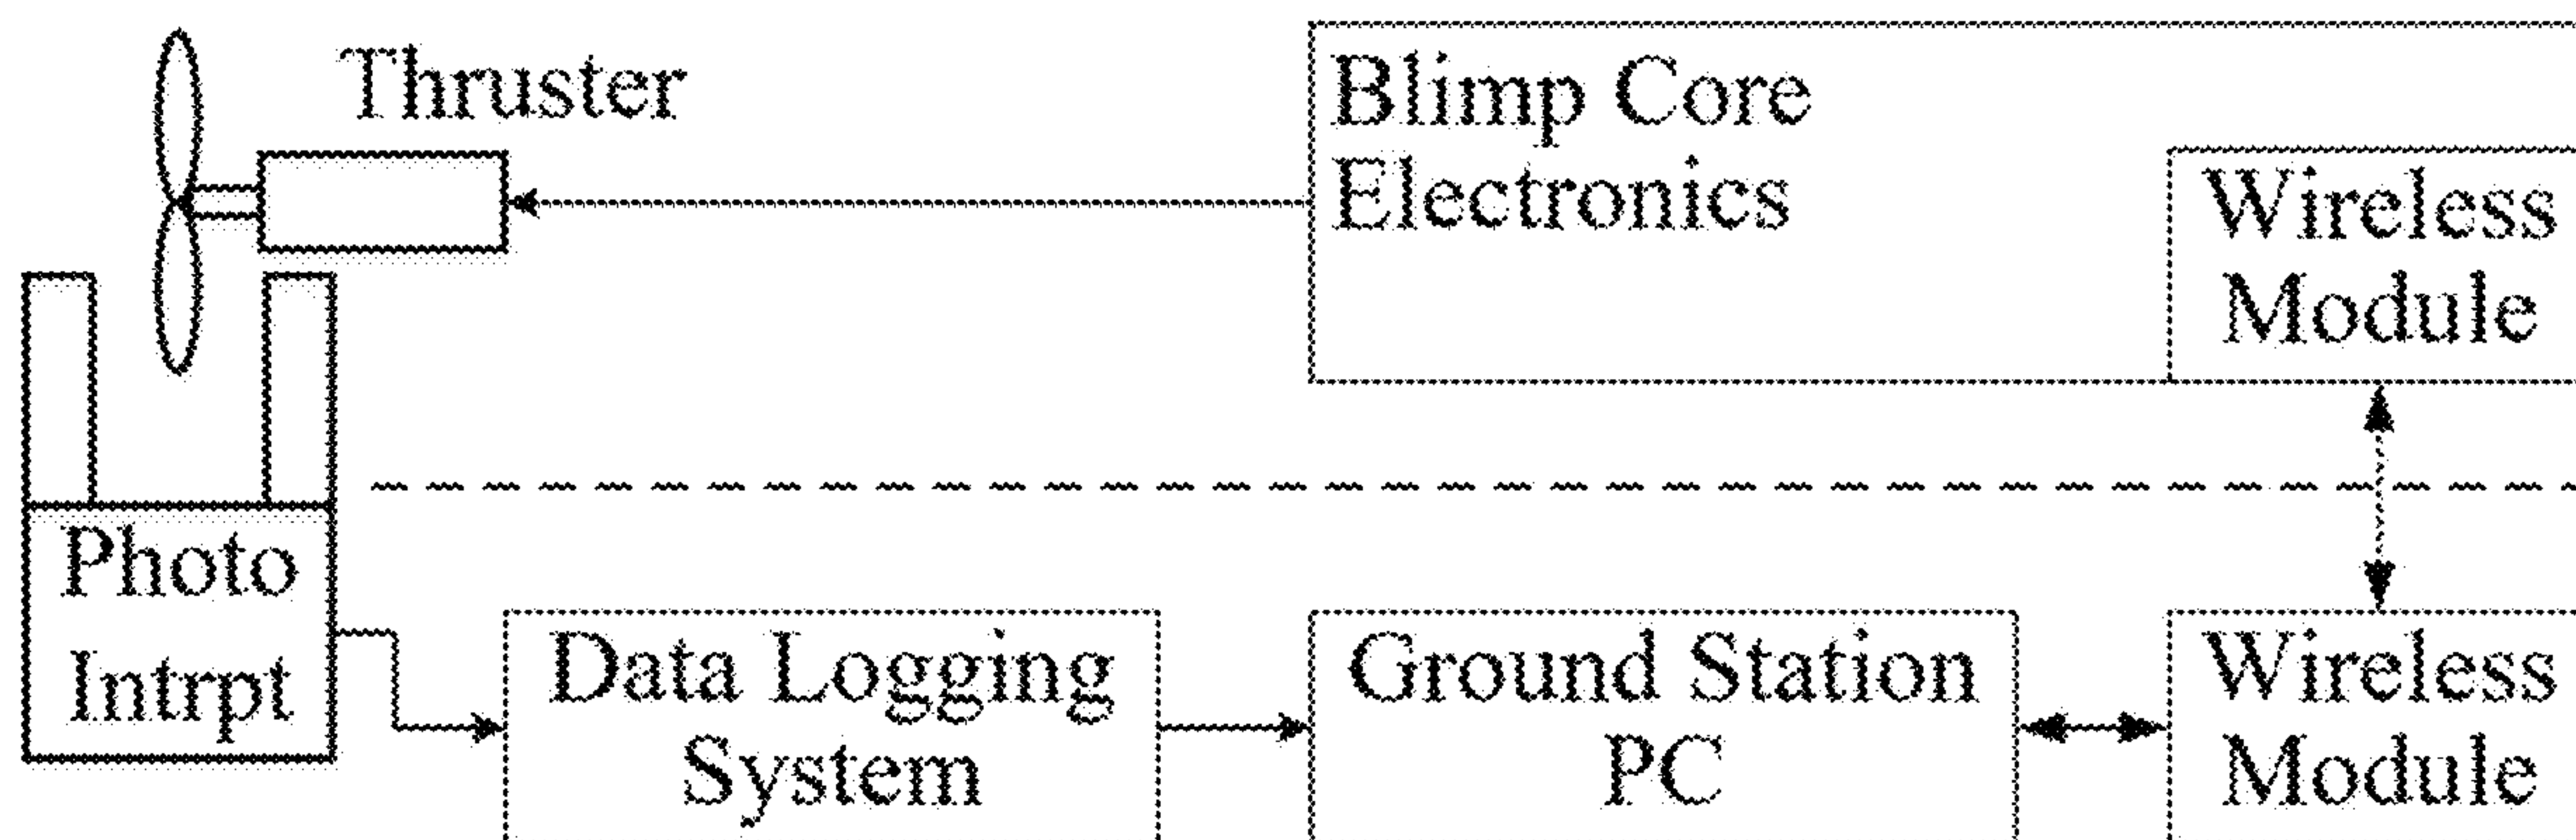 Thruster
Blimp Core
Electronics
Wireless
Module
Photo
Intrpt
Data Logging
System
Ground Station
PC
Wireless
Module